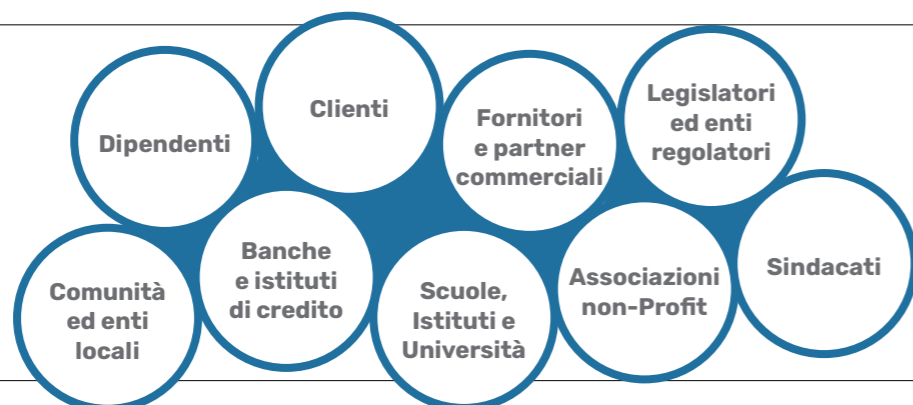 Dipendenti
Clienti
Fornitori
e partner
commerciali
Legislatori
ed enti
regolatori
Comunità
ed enti
locali
Banche
e istituti
di credito
Scuole,
Istituti e
Università
Associazioni
non-Profit
Sindacati